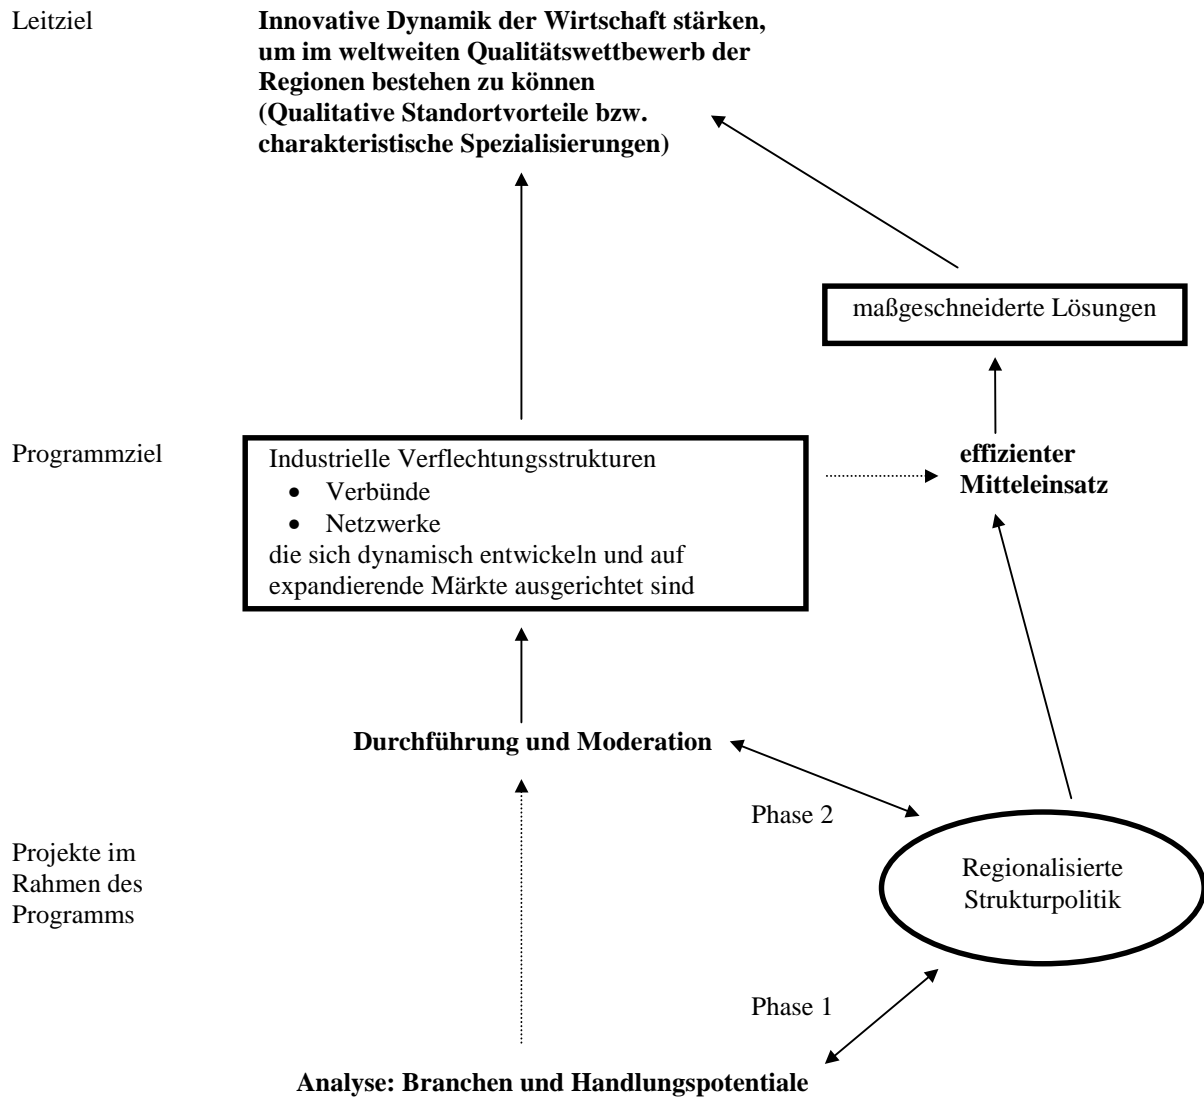 Leitziel
Innovative Dynamik der Wirtschaft stärken,
um im weltweiten Qualitätswettbewerb der
Regionen bestehen zu können
(Qualitative Standortvorteile bzw.
charakteristische Spezialisierungen)
maßgeschneiderte Lösungen
Programmziel
Industrielle Verflechtungsstrukturen
• Verbünde
• Netzwerke
die sich dynamisch entwickeln und auf
expandierende Märkte ausgerichtet sind
effizienter
Mitteleinsatz
Durchführung und Moderation
Phase 2
Projekte im
Rahmen des
Programms
Regionalisierte
Strukturpolitik
Phase 1
Analyse: Branchen und Handlungspotentiale